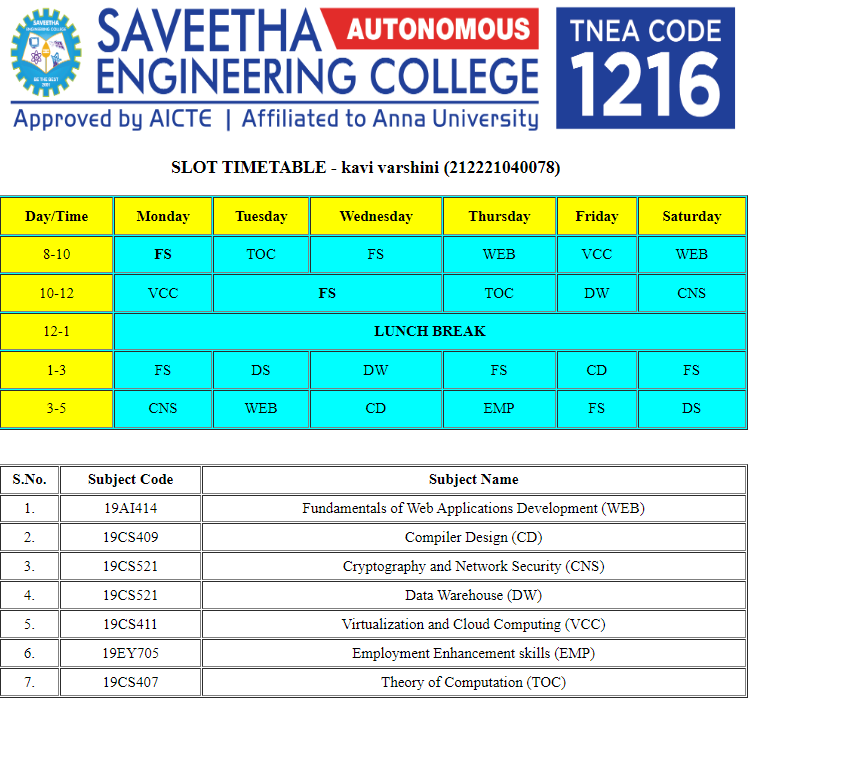 SAVEETHA AUTONOMOUS
ENGINEERING COLLEGE
Approved by AICTE | Affiliated to Anna University
TNEA CODE
1216
SAVEETHA
ENGINEERING COLLEGE
BE THE BEST
SLOT TIMETABLE - kavi varshini (212221040078)
Day/Time Monday Tuesday Wednesday Thursday Friday Saturday
8-10 FS TOC FS WEB VCC WEB
10-12 VCC FS TOC DW CNS
12-1 LUNCH BREAK
1-3 FS DS DW FS CD FS
3-5 CNS WEB CD EMP FS DS
S.No. Subject Code Subject Name
1. 19AI414 Fundamentals of Web Applications Development (WEB)
2. 19CS409 Compiler Design (CD)
3. 19CS521 Cryptography and Network Security (CNS)
4. 19CS521 Data Warehouse (DW)
5. 19CS411 Virtualization and Cloud Computing (VCC)
6. 19EY705 Employment Enhancement skills (EMP)
7. 19CS407 Theory of Computation (TOC)